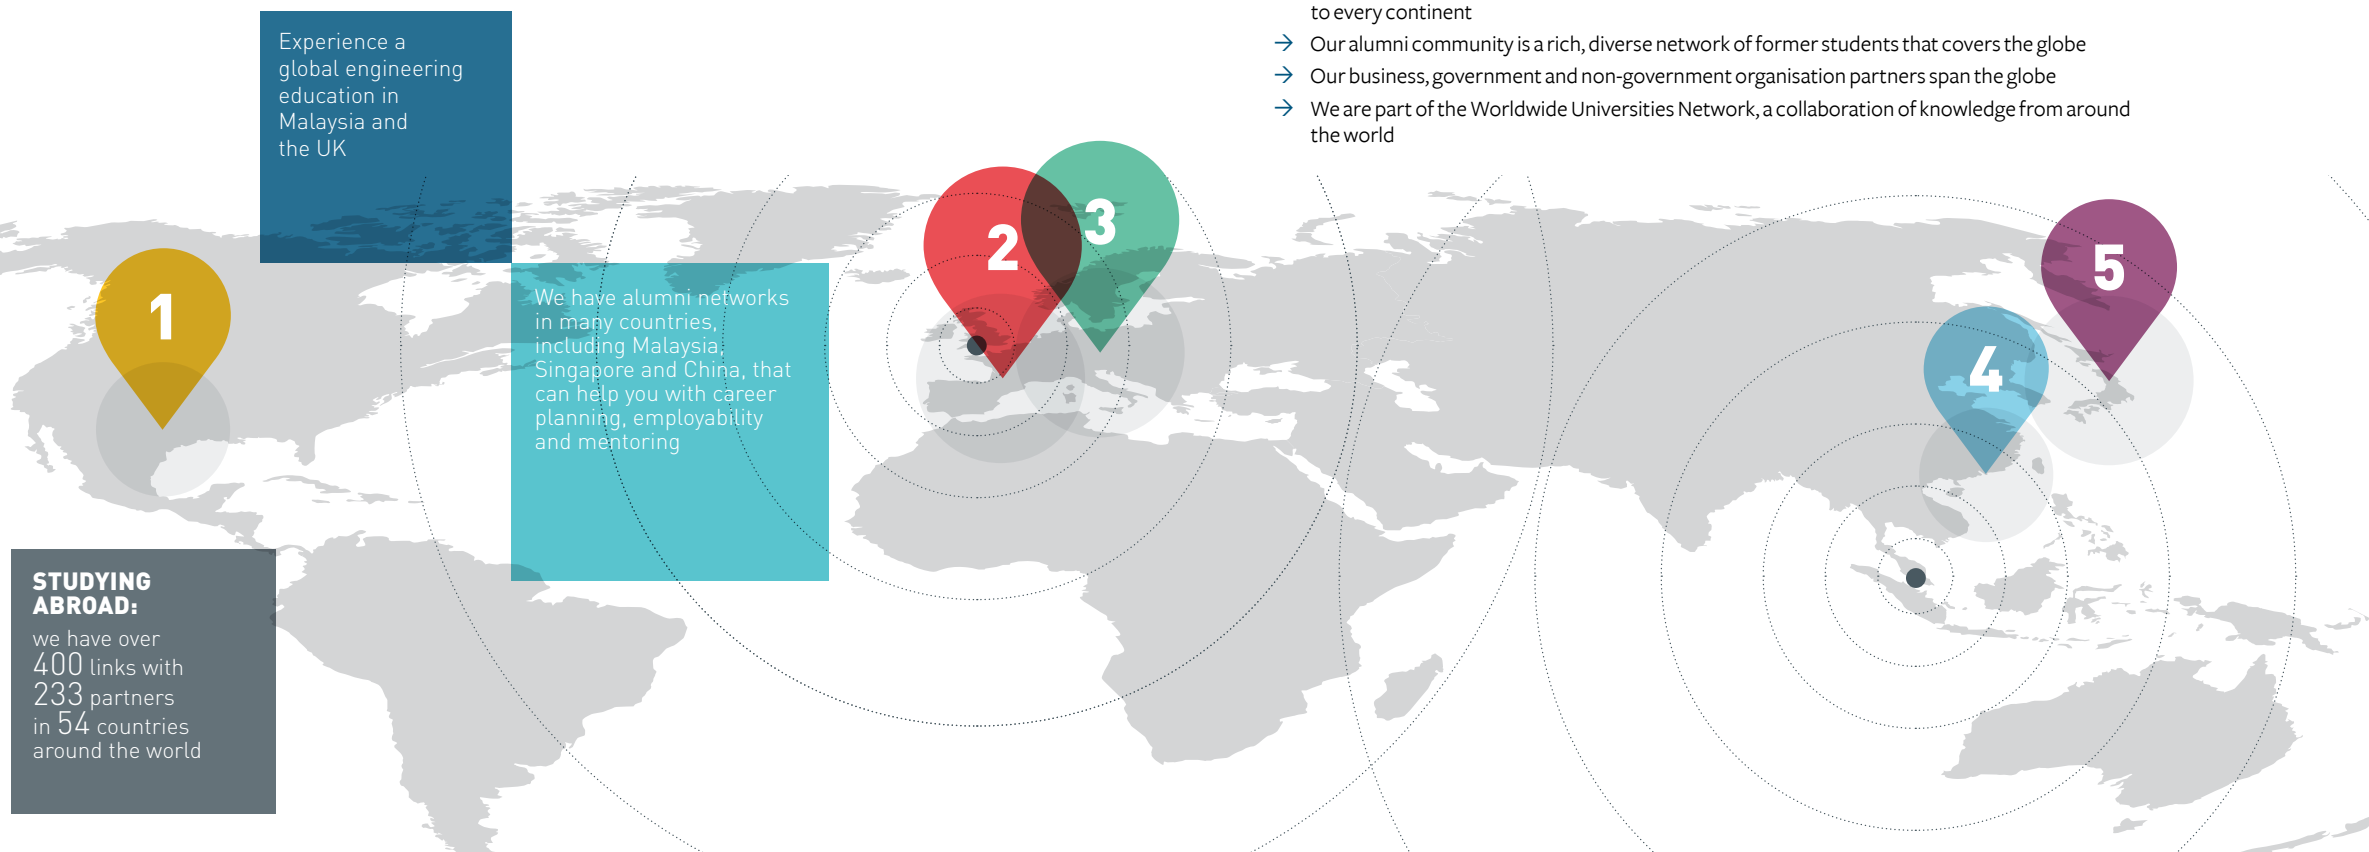 to every continent
→ Our alumni community is a rich, diverse network of former students that covers the globe
→ Our business, government and non-government organisation partners span the globe
→ We are part of the Worldwide Universities Network, a collaboration of knowledge from around
the world
Experience a
global engineering
education in
Malaysia and
the UK
We have alumni networks
in many countries,
including Malaysia,
Singapore and China, that
can help you with career
planning, employability
and mentoring
1
2
3
4
5
STUDYING
ABROAD:
we have over
400 links with
233 partners
in 54 countries
around the world